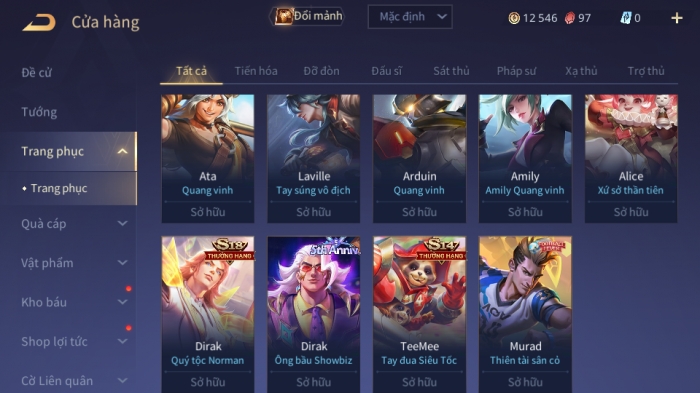 Cửa hàng
Đổi mảnh
Mặc định
12 546
97
0
Đề cử
Tướng
Trang phục
Trang phục
Quà cáp
Vật phẩm
Kho báu
Shop lợi tức
Cờ Liên quân
Tất cả
Tiến hóa
Đỡ đòn
Đấu sĩ
Sát thủ
Pháp sư
Xạ thủ
Trợ thủ
Ata
Quang vinh
Sở hữu
Laville
Tay súng vô địch
Sở hữu
Arduin
Quang vinh
Sở hữu
Amily
Amily Quang vinh
Sở hữu
Alice
Xứ sở thần tiên
Sở hữu
S18
THƯỞNG HẠNG
Dirak
Quý tộc Norman
Sở hữu
5th Anniv
Dirak
Ông bầu Showbiz
Sở hữu
S14
THƯỞNG HẠNG
TeeMee
Tay đua Siêu Tốc
Sở hữu
Murad
Thiên tài sân cỏ
Sở hữu